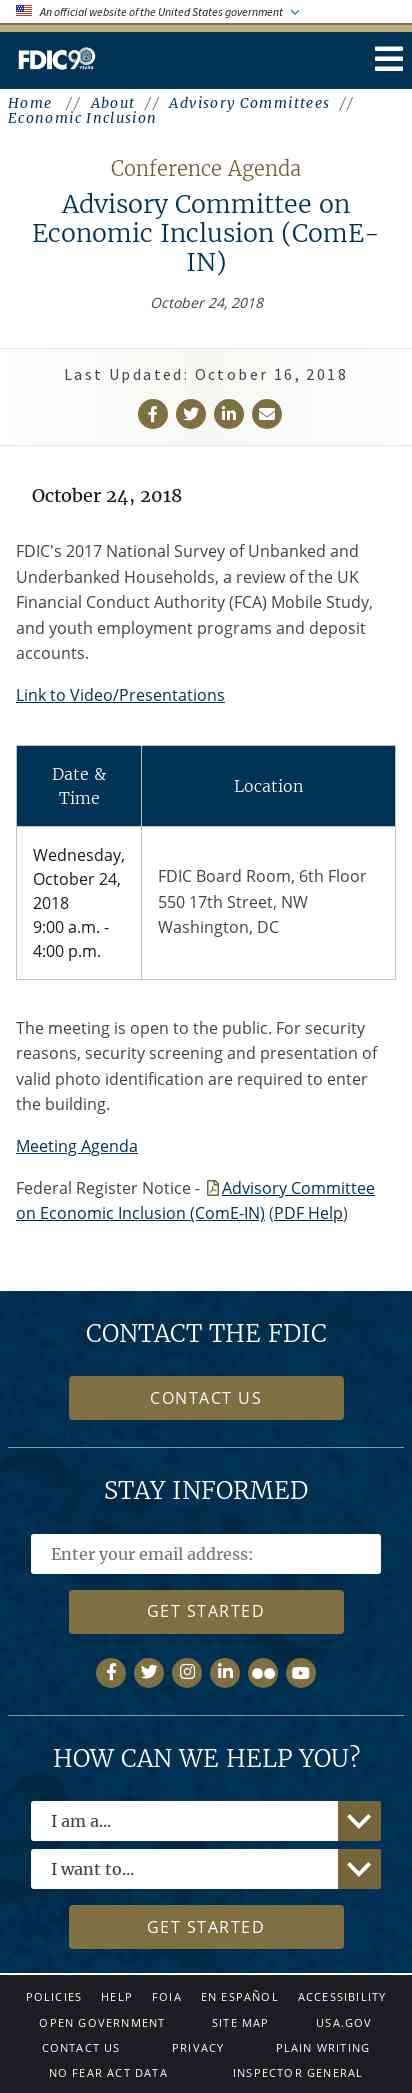 An official website of the United States government
FDIC 90 YEARS
Home // About // Advisory Committees //
Economic Inclusion
Conference Agenda
Advisory Committee on
Economic Inclusion (ComE-
IN)
October 24, 2018
Last Updated: October 16, 2018
October 24, 2018
FDIC's 2017 National Survey of Unbanked and
Underbanked Households, a review of the UK
Financial Conduct Authority (FCA) Mobile Study,
and youth employment programs and deposit
accounts.
Link to Video/Presentations
Date &
Time
Location
Wednesday,
October 24,
2018
9:00 a.m. -
4:00 p.m.
FDIC Board Room, 6th Floor
550 17th Street, NW
Washington, DC
The meeting is open to the public. For security
reasons, security screening and presentation of
valid photo identification are required to enter
the building.
Meeting Agenda
Federal Register Notice - Advisory Committee
on Economic Inclusion (ComE-IN) (PDF Help)
CONTACT THE FDIC
CONTACT US
STAY INFORMED
Enter your email address:
GET STARTED
HOW CAN WE HELP YOU?
I am a...
I want to...
GET STARTED
POLICIES HELP FOIA EN ESPAÑOL ACCESSIBILITY
OPEN GOVERNMENT SITE MAP USA.GOV
CONTACT US PRIVACY PLAIN WRITING
NO FEAR ACT DATA INSPECTOR GENERAL